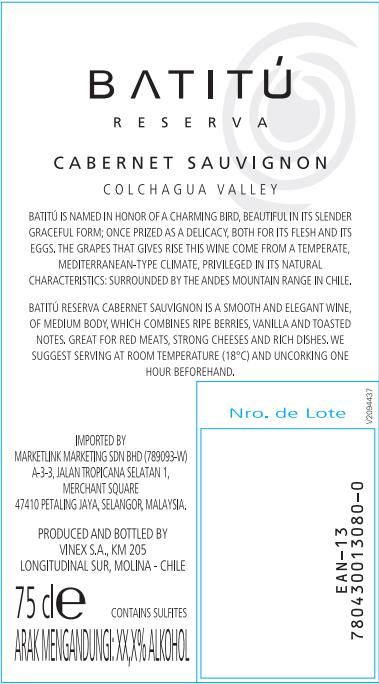 BATITÚ
RESERVA
CABERNET SAUVIGNON
COLCHAGUA VALLEY
BATITÚ IS NAMED IN HONOR OF A CHARMING BIRD, BEAUTIFUL IN ITS SLENDER
GRACEFUL FORM; ONCE PRIZED AS A DELICACY, BOTH FOR ITS FLESH AND ITS
EGGS. THE GRAPES THAT GIVES RISE THIS WINE COME FROM A TEMPERATE,
MEDITERRANEAN-TYPE CLIMATE, PRIVILEGED IN ITS NATURAL
CHARACTERISTICS: SURROUNDED BY THE ANDES MOUNTAIN RANGE IN CHILE.
BATITÚ RESERVA CABERNET SAUVIGNON IS A SMOOTH AND ELEGANT WINE,
OF MEDIUM BODY, WHICH COMBINES RIPE BERRIES, VANILLA AND TOASTED
NOTES. GREAT FOR RED MEATS, STRONG CHEESES AND RICH DISHES. WE
SUGGEST SERVING AT ROOM TEMPERATURE (18°C) AND UNCORKING ONE
HOUR BEFOREHAND.
Nro. de Lote
V2094437
IMPORTED BY
MARKETLINK MARKETING SDN BHD (789093-W)
A-3-3, JALAN TROPICANA SELATAN 1,
MERCHANT SQUARE
47410 PETALING JAYA, SELANGOR, MALAYSIA.
PRODUCED AND BOTTLED BY
VINEX S.A., KM 205
LONGITUDINAL SUR, MOLINA - CHILE
75 cl e
CONTAINS SULFITES
ARAK MENGANDUNGI: XX,X% ALKOHOL
EAN-13
780430013080-0